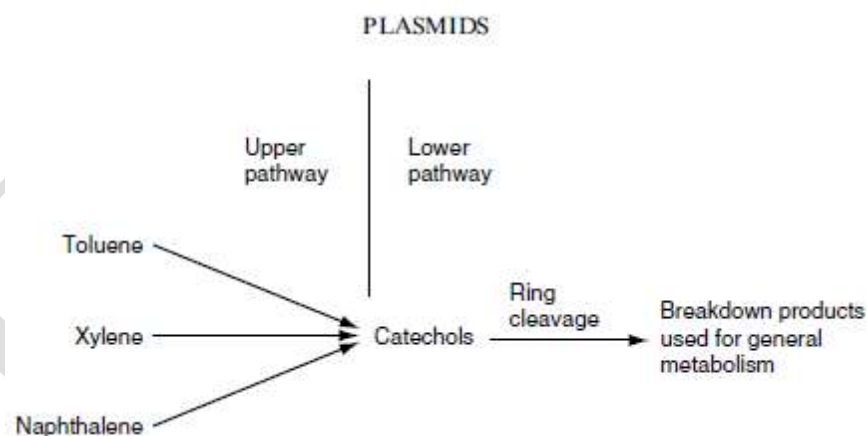 PLASMIDS
Upper
pathway
Lower
pathway
Toluene
Xylene
Naphthalene
Catechols
Ring
cleavage
Breakdown products
used for general
metabolism